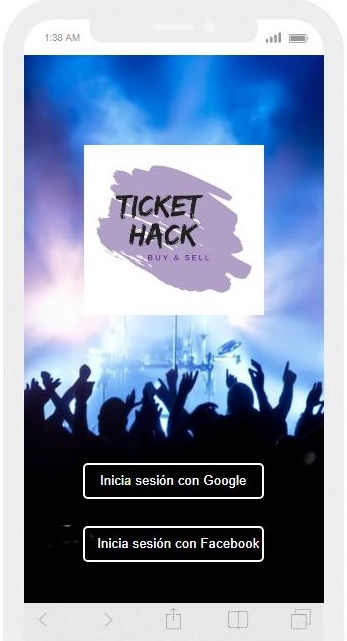 1:38 AM
TICKET
HACK
BUY & SELL
Inicia sesión con Google
Inicia sesión con Facebook